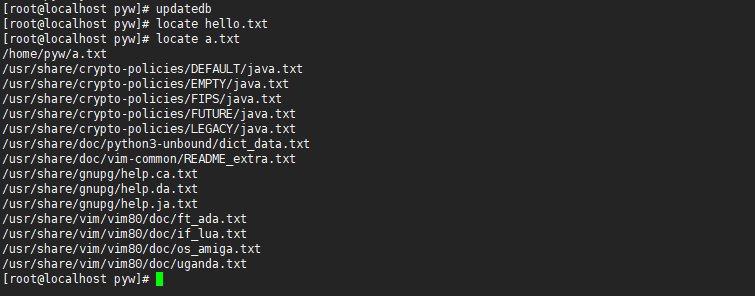 [root@localhost pyw]# updatedb
[root@localhost pyw]# locate hello.txt
[root@localhost pyw]# locate a.txt
/home/pyw/a.txt
/usr/share/crypto-policies/DEFAULT/java.txt
/usr/share/crypto-policies/EMPTY/java.txt
/usr/share/crypto-policies/FIPS/java.txt
/usr/share/crypto-policies/FUTURE/java.txt
/usr/share/crypto-policies/LEGACY/java.txt
/usr/share/doc/python3-unbound/dict_data.txt
/usr/share/doc/vim-common/README_extra.txt
/usr/share/gnupg/help.ca.txt
/usr/share/gnupg/help.da.txt
/usr/share/gnupg/help.ja.txt
/usr/share/vim/vim80/doc/ft_ada.txt
/usr/share/vim/vim80/doc/if_lua.txt
/usr/share/vim/vim80/doc/os_amiga.txt
/usr/share/vim/vim80/doc/uganda.txt
[root@localhost pyw]#